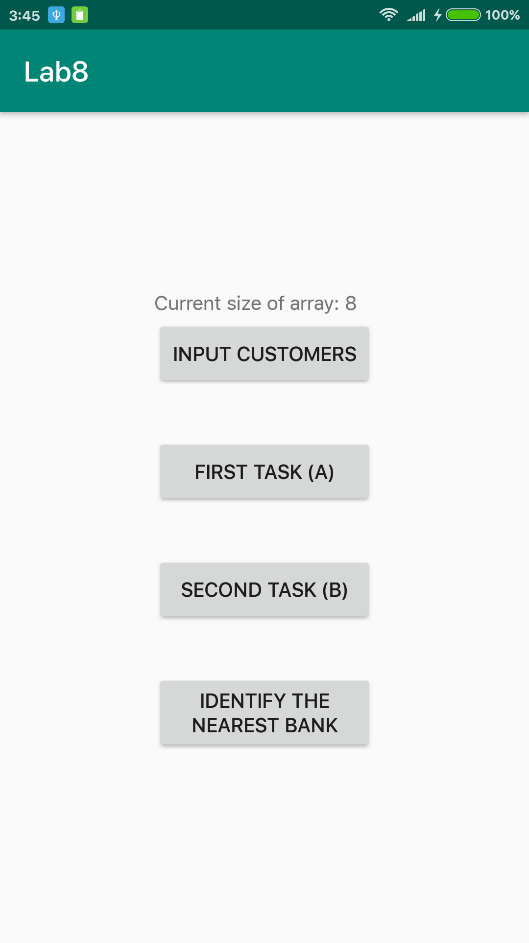 3:45
100%
Lab8
Current size of array: 8
INPUT CUSTOMERS
FIRST TASK (A)
SECOND TASK (B)
IDENTIFY THE
NEAREST BANK